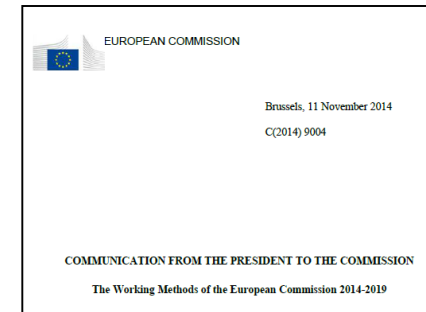 EUROPEAN COMMISSION
Brussels, 11 November 2014
C(2014) 9004
COMMUNICATION FROM THE PRESIDENT TO THE COMMISSION
The Working Methods of the European Commission 2014-2019